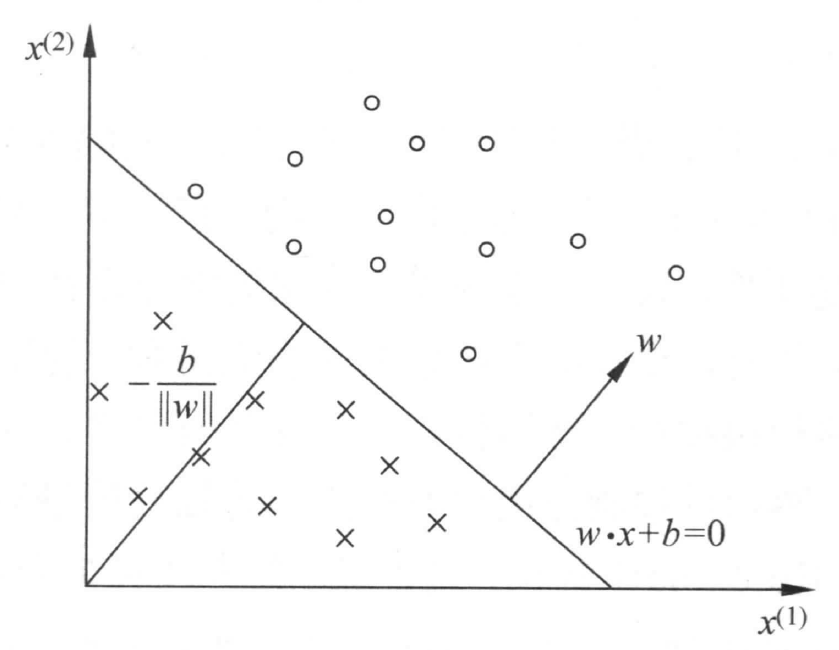 x(2)
− b / ‖w‖
w
w·x+b=0
x(1)